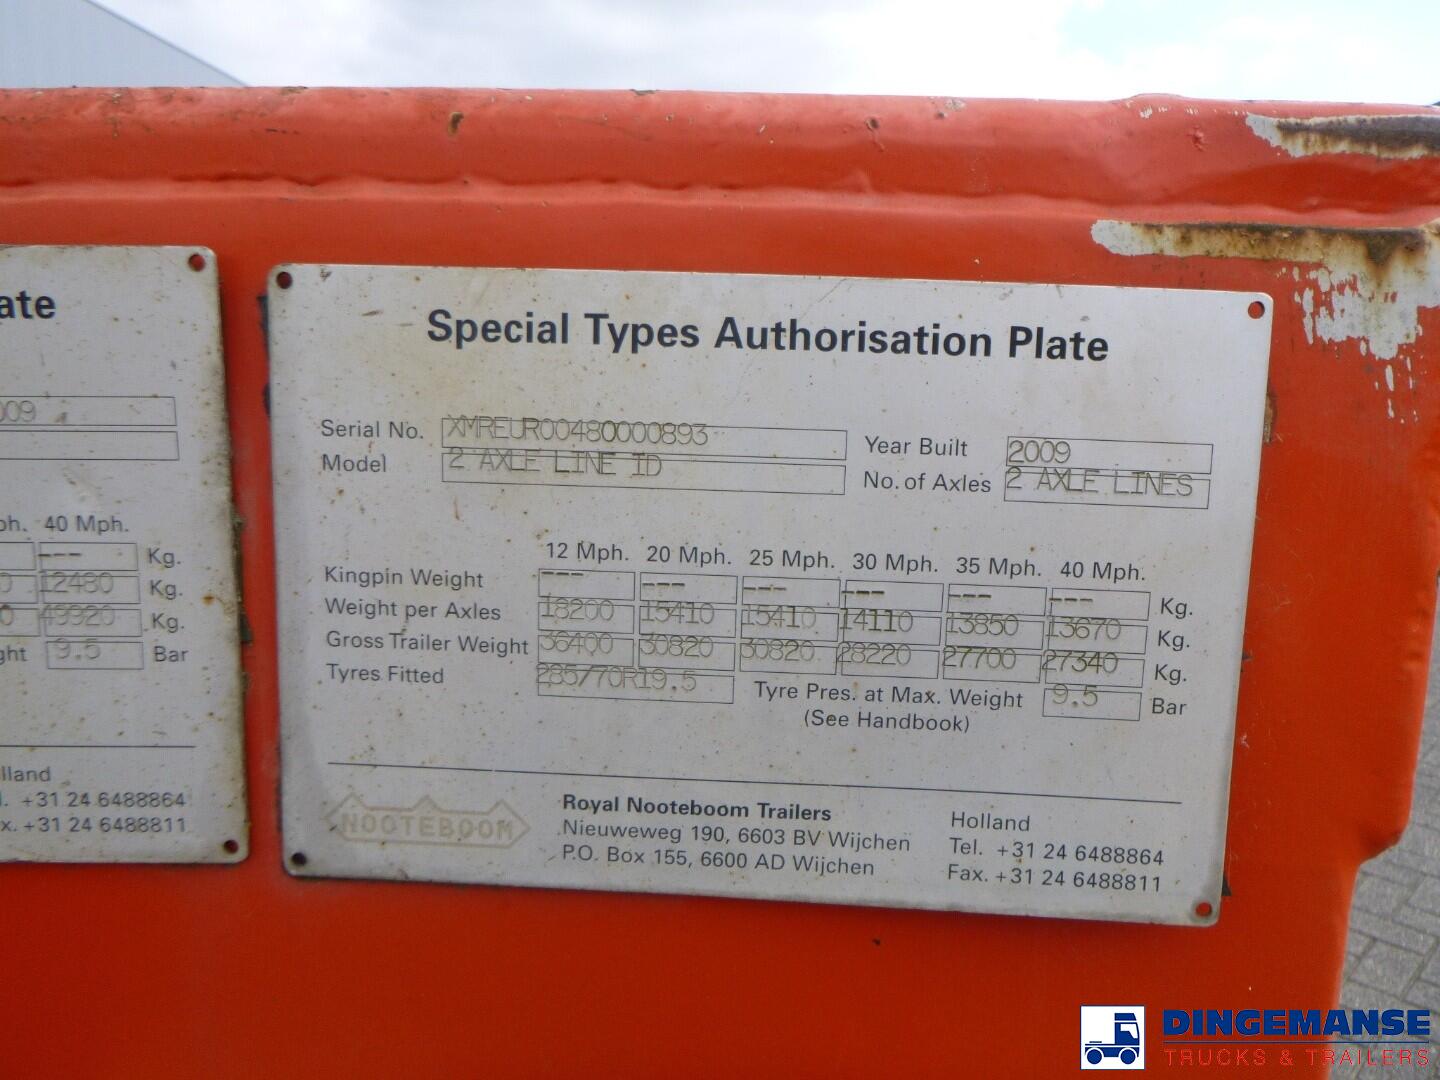 ate
009
ph. 40 Mph.
--- Kg.
0 12480 Kg.
0 49920 .Kg.
ght 9.5 Bar
lland
l. +31 24 6488864
x. +31 24 6488811
Special Types Authorisation Plate
Serial No. XMREUR00480000893 Year Built 2009
Model 2 AXLE LINE ID No. of Axles 2 AXLE LINES
12 Mph. 20 Mph. 25 Mph. 30 Mph. 35 Mph. 40 Mph.
Kingpin Weight --- --- --- --- --- --- Kg.
Weight per Axles 18200 15410 15410 14110 13850 13670 Kg.
Gross Trailer Weight 36400 30820 30820 28220 27700 27340 Kg.
Tyres Fitted 285/70R19.5 Tyre Pres. at Max. Weight 9.5 Bar
(See Handbook)
NOOTEBOOM
Royal Nooteboom Trailers Holland
Nieuweweg 190, 6603 BV Wijchen Tel. +31 24 6488864
P.O. Box 155, 6600 AD Wijchen Fax. +31 24 6488811
DINGEMANSE
TRUCKS & TRAILERS